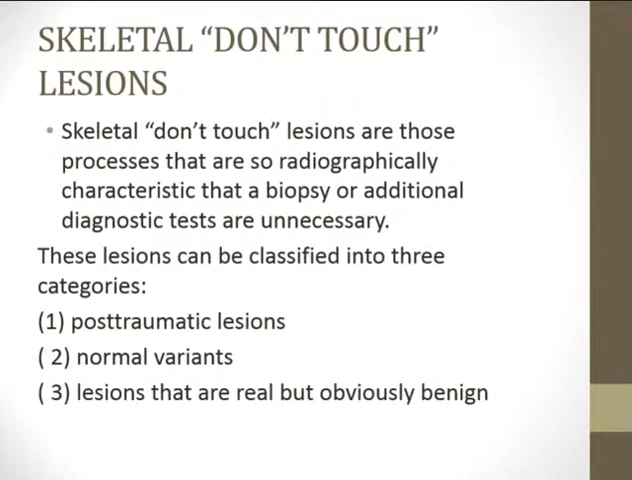 SKELETAL “DON’T TOUCH”
LESIONS
• Skeletal “don’t touch” lesions are those
processes that are so radiographically
characteristic that a biopsy or additional
diagnostic tests are unnecessary.
These lesions can be classified into three
categories:
(1) posttraumatic lesions
( 2) normal variants
( 3) lesions that are real but obviously benign